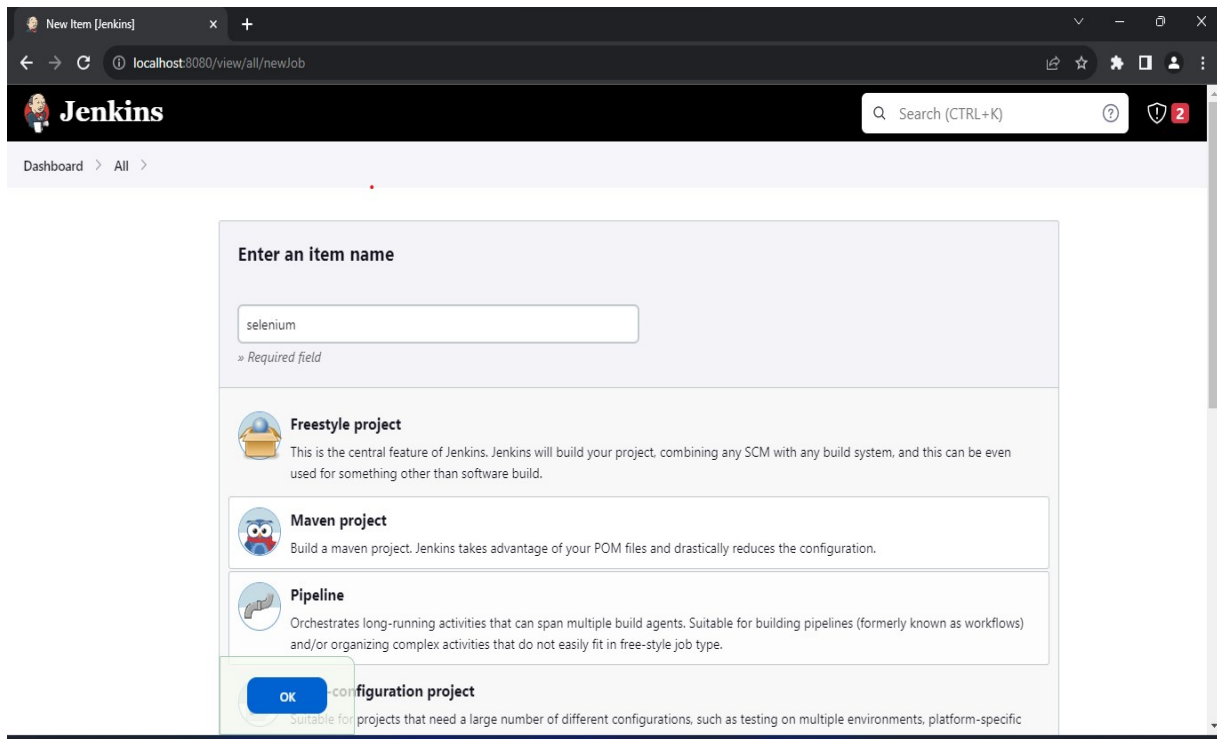 New Item [Jenkins]
localhost:8080/view/all/newJob
Jenkins
Search (CTRL+K)
2
Dashboard > All >
Enter an item name
selenium
» Required field
Freestyle project
This is the central feature of Jenkins. Jenkins will build your project, combining any SCM with any build system, and this can be even
used for something other than software build.
Maven project
Build a maven project. Jenkins takes advantage of your POM files and drastically reduces the configuration.
Pipeline
Orchestrates long-running activities that can span multiple build agents. Suitable for building pipelines (formerly known as workflows)
and/or organizing complex activities that do not easily fit in free-style job type.
OK
-configuration project
Suitable for projects that need a large number of different configurations, such as testing on multiple environments, platform-specific